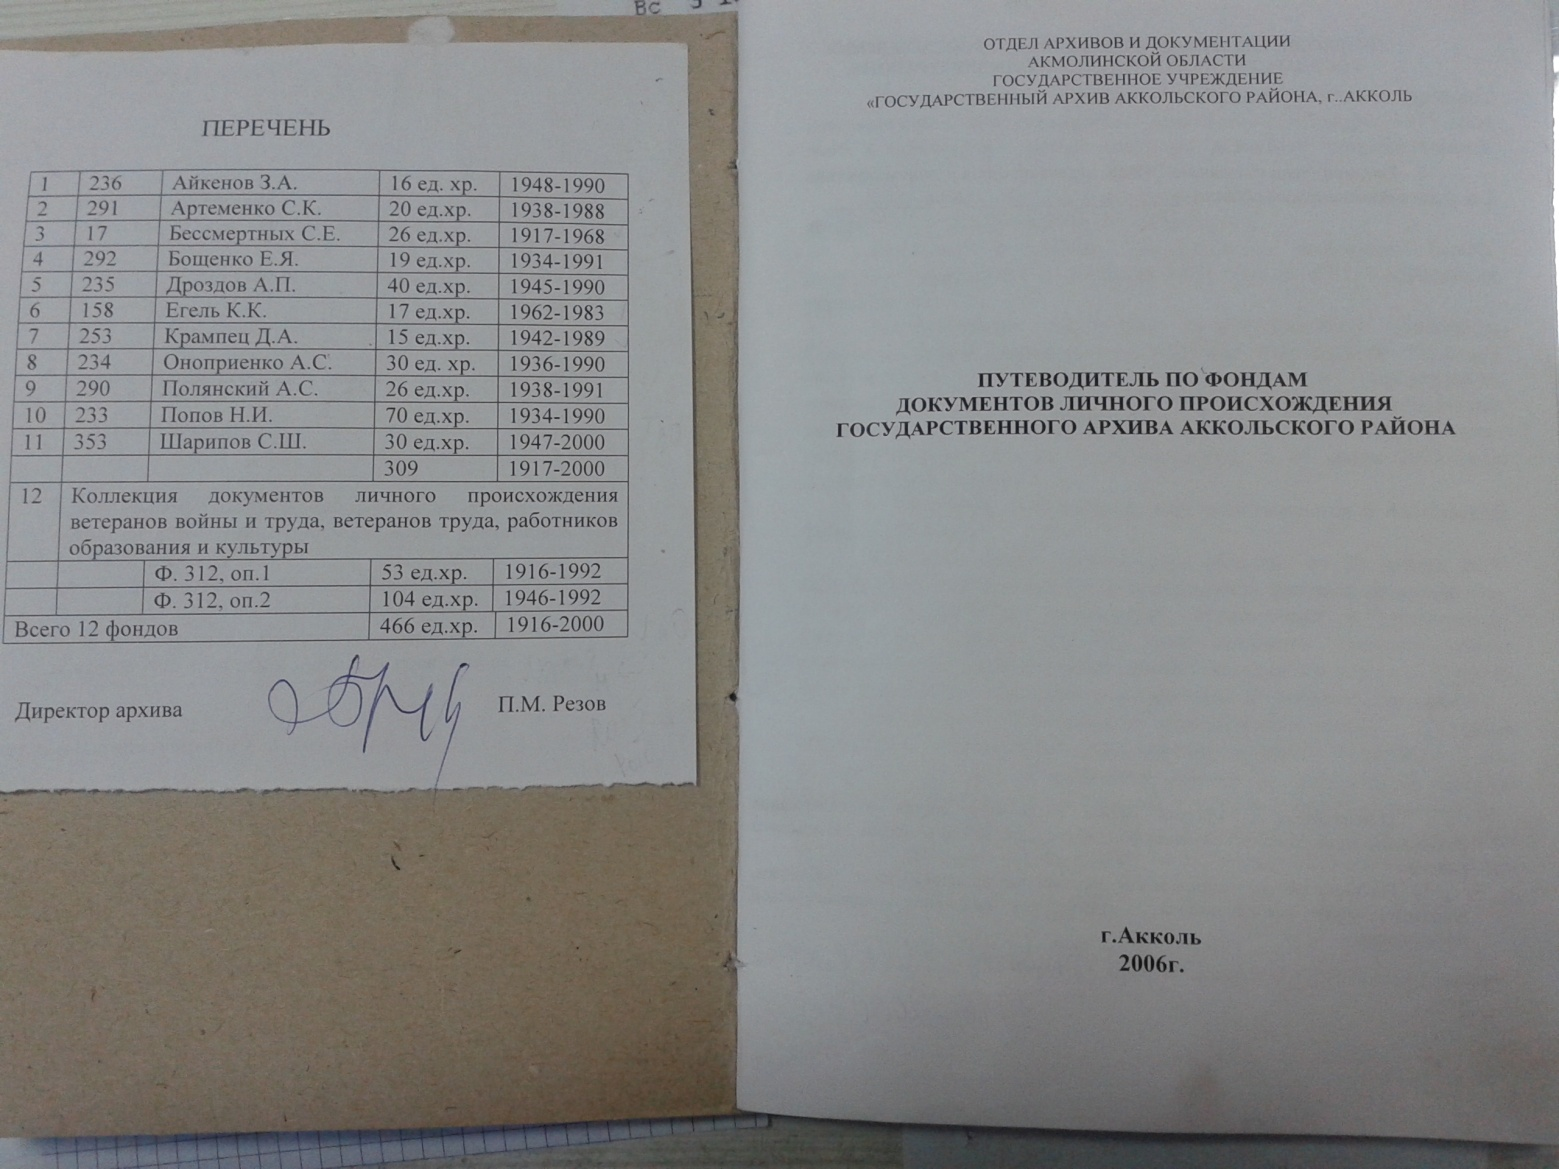 Вс
ПЕРЕЧЕНЬ
1 236 Айкенов З.А. 16 ед. хр. 1948-1990
2 291 Артеменко С.К. 20 ед.хр. 1938-1988
3 17 Бессмертных С.Е. 26 ед.хр. 1917-1968
4 292 Бощенко Е.Я. 19 ед.хр. 1934-1991
5 235 Дроздов А.П. 40 ед.хр. 1945-1990
6 158 Егель К.К. 17 ед.хр. 1962-1983
7 253 Крампец Д.А. 15 ед.хр. 1942-1989
8 234 Оноприенко А.С. 30 ед. хр. 1936-1990
9 290 Полянский А.С. 26 ед.хр. 1938-1991
10 233 Попов Н.И. 70 ед.хр. 1934-1990
11 353 Шарипов С.Ш. 30 ед.хр. 1947-2000
309 1917-2000
12 Коллекция документов личного происхождения
ветеранов войны и труда, ветеранов труда, работников
образования и культуры
Ф. 312, оп.1 53 ед.хр. 1916-1992
Ф. 312, оп.2 104 ед.хр. 1946-1992
Всего 12 фондов 466 ед.хр. 1916-2000
Директор архива П.М. Резов
ОТДЕЛ АРХИВОВ И ДОКУМЕНТАЦИИ
АКМОЛИНСКОЙ ОБЛАСТИ
ГОСУДАРСТВЕННОЕ УЧРЕЖДЕНИЕ
«ГОСУДАРСТВЕННЫЙ АРХИВ АККОЛЬСКОГО РАЙОНА, г..АККОЛЬ
ПУТЕВОДИТЕЛЬ ПО ФОНДАМ
ДОКУМЕНТОВ ЛИЧНОГО ПРОИСХОЖДЕНИЯ
ГОСУДАРСТВЕННОГО АРХИВА АККОЛЬСКОГО РАЙОНА
г.Акколь
2006г.